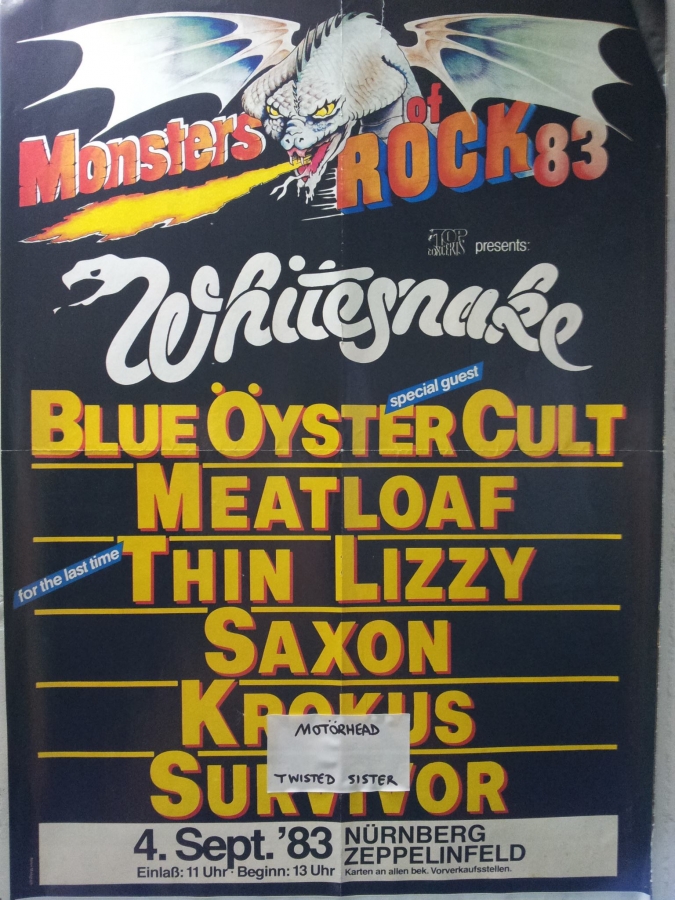 Monsters of ROCK 83
TOP CONCERTS presents:
Whitesnake
special guest
BLUE ÖYSTER CULT
MEATLOAF
for the last time
THIN LIZZY
SAXON
KROKUS
MOTÖRHEAD
TWISTED SISTER
SURVIVOR
4. Sept. '83
NÜRNBERG
ZEPPELINFELD
Einlaß: 11 Uhr · Beginn: 13 Uhr
Karten an allen bek. Vorverkaufsstellen.